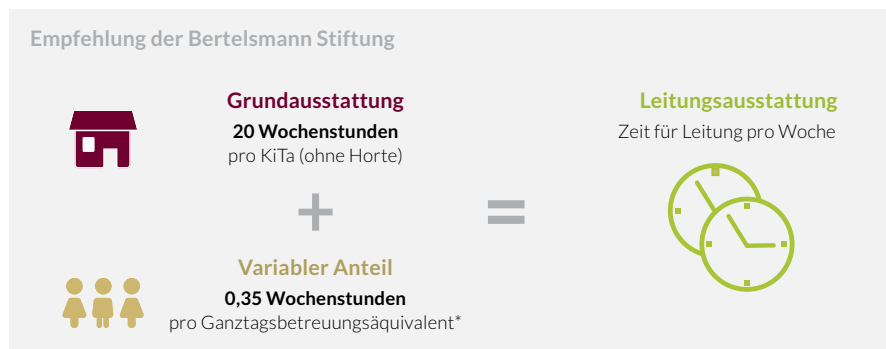 Empfehlung der Bertelsmann Stiftung
Grundausstattung
20 Wochenstunden
pro KiTa (ohne Horte)
+
Variabler Anteil
0,35 Wochenstunden
pro Ganztagsbetreuungsäquivalent*
=
Leitungsausstattung
Zeit für Leitung pro Woche